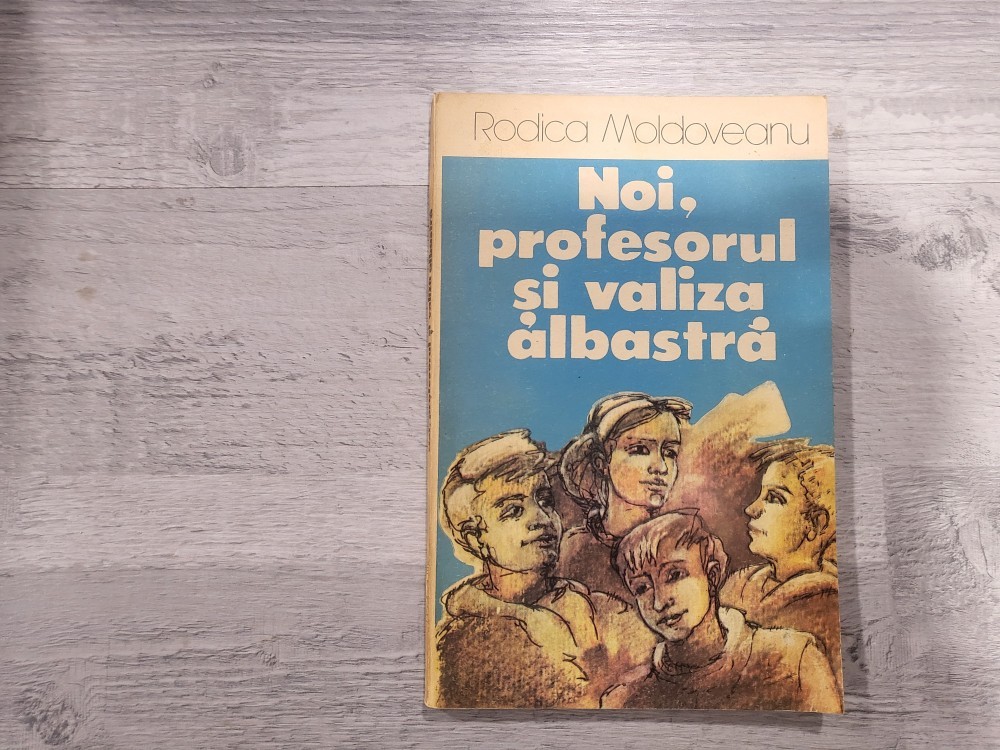 Rodica Moldoveanu
Noi,
profesorul
și valiza
albastră